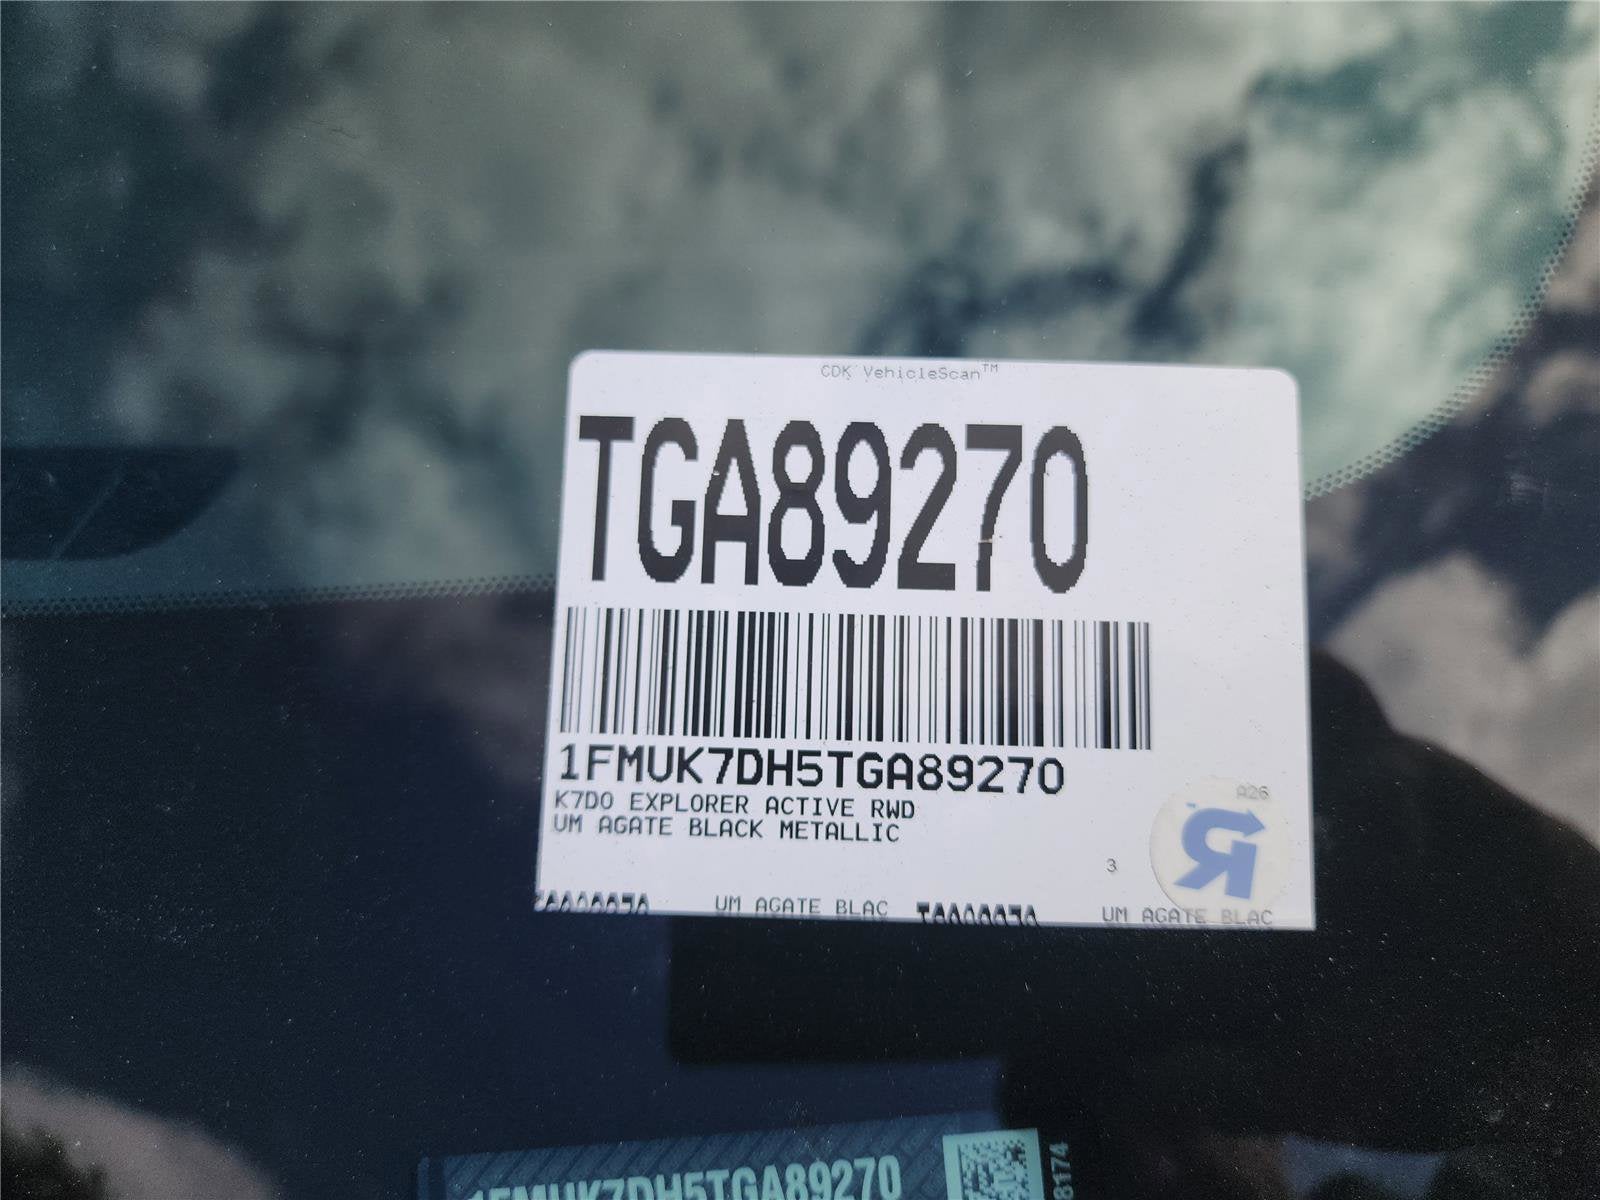 CDK VehicleScan™
TGA89270
1FMUK7DH5TGA89270
K7D0 EXPLORER ACTIVE RWD
UM AGATE BLACK METALLIC
A26
R
3
UM AGATE BLAC
UM AGATE BLAC
1FMUK7DH5TGA89270
8174